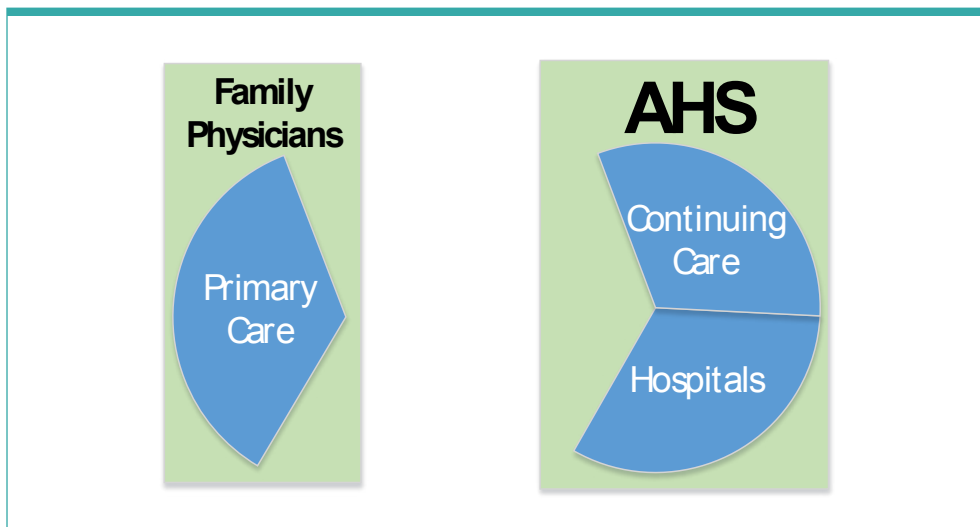 Family
Physicians
Primary
Care
AHS
Continuing
Care
Hospitals